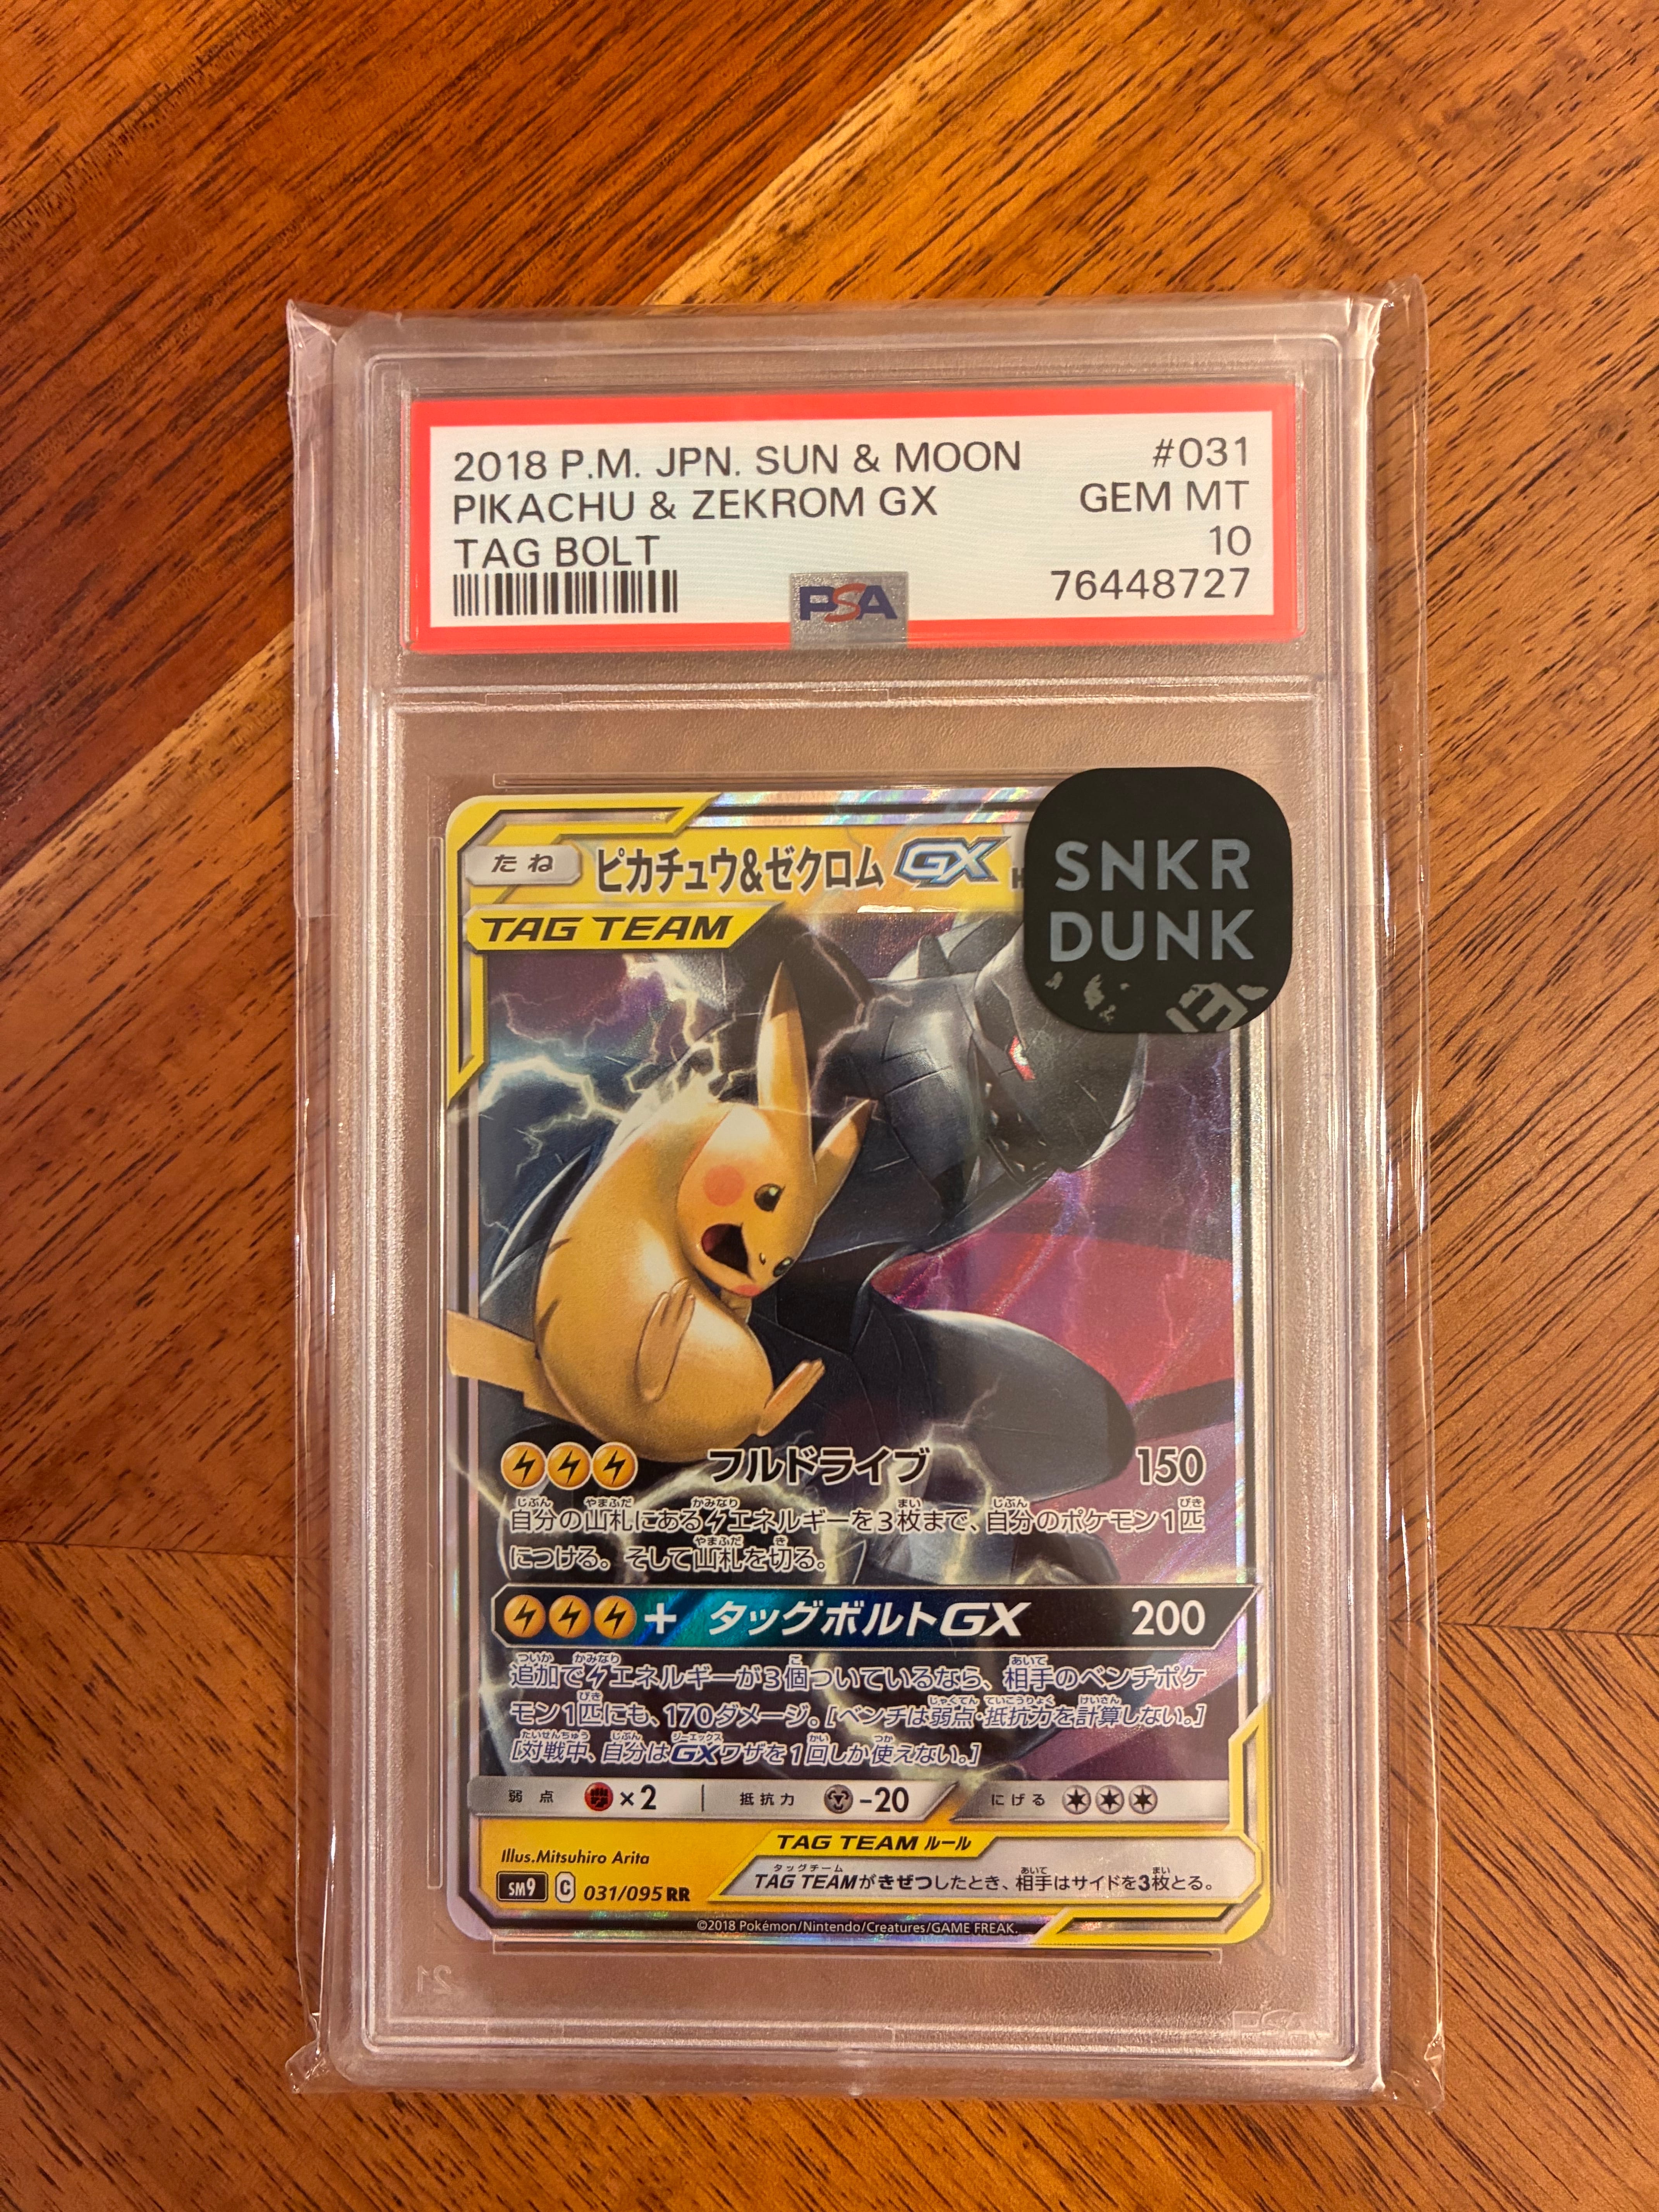 2018 P.M. JPN. SUN & MOON #031
PIKACHU & ZEKROM GX GEM MT
TAG BOLT 10
PSA 76448727
たね ピカチュウ&ゼクロムGX H
SNKR
DUNK
TAG TEAM
フルドライブ 150
自分の山札にあるエネルギーを3枚まで、自分のポケモン1匹
につける。そして山札を切る。
+ タッグボルトGX 200
追加でエネルギーが3個ついているなら、相手のベンチポケ
モン1匹にも、170ダメージ。[ベンチは弱点・抵抗力を計算しない。]
[対戦中、自分はGXワザを1回しか使えない。]
弱点 ×2 抵抗力 -20 にげる
TAG TEAM ルール
Illus.Mitsuhiro Arita
TAG TEAMがきぜつしたとき、相手はサイドを3枚とる。
SM9 C 031/095 RR
©2018 Pokémon/Nintendo/Creatures/GAME FREAK.
21
PSA